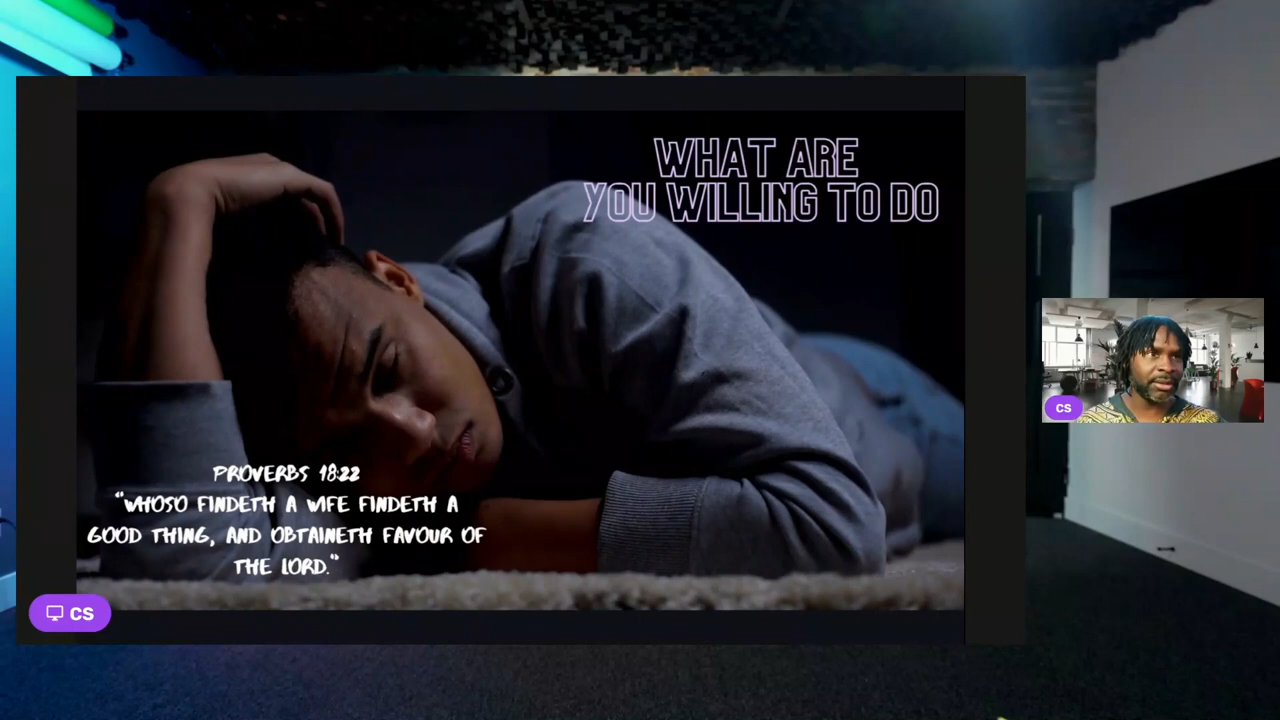 WHAT ARE
YOU WILLING TO DO
PROVERBS 18:22
"WHOSO FINDETH A WIFE FINDETH A
GOOD THING, AND OBTAINETH FAVOUR OF
THE LORD."
CS
CS